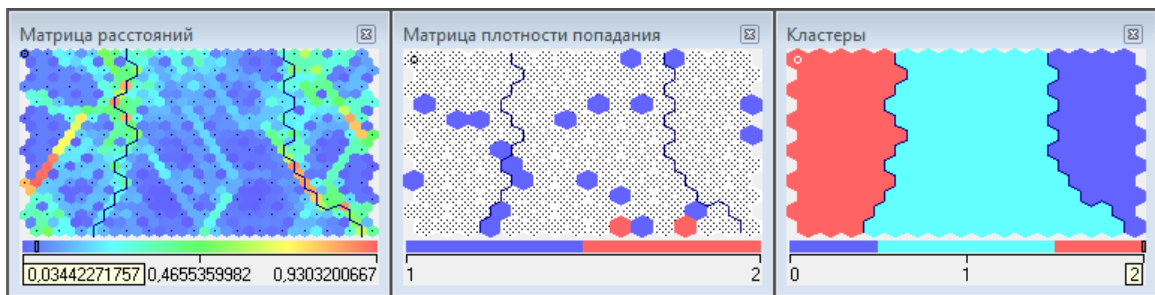 Матрица расстояний
0,03442271757 0,4655359982 0,9303200667
Матрица плотности попадания
1 2
Кластеры
0 1 2